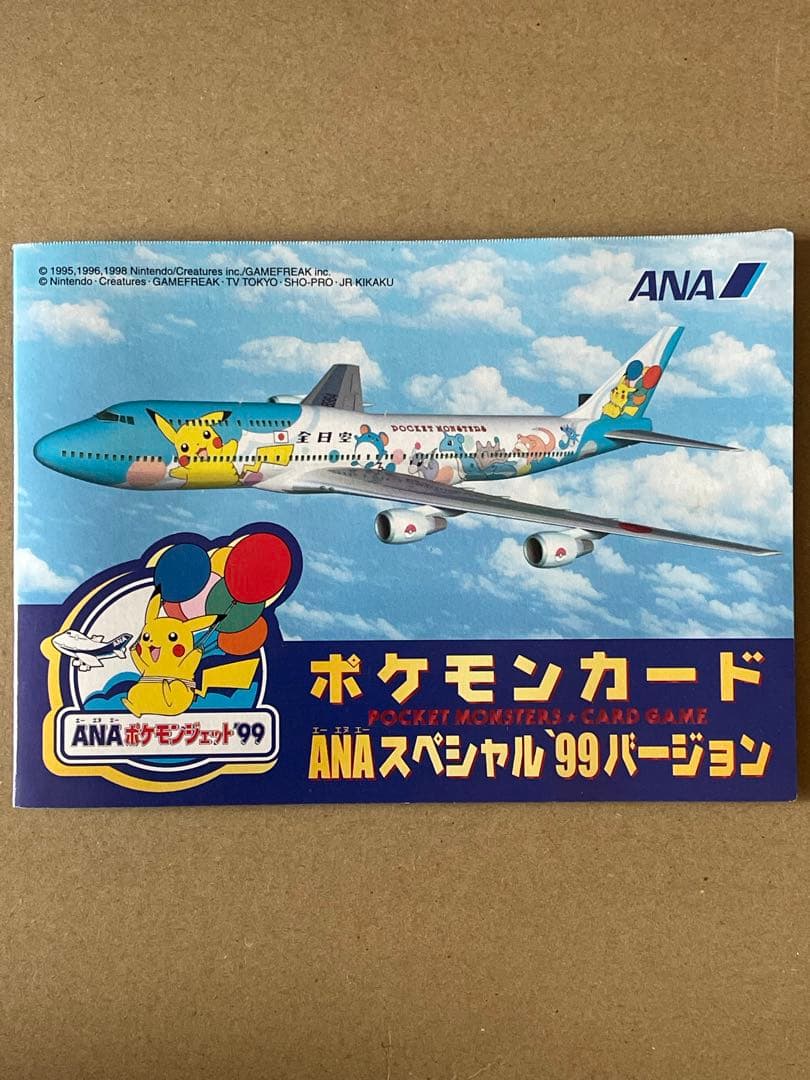 © 1995,1996,1998 Nintendo/Creatures inc./GAMEFREAK inc.
© Nintendo・Creatures・GAMEFREAK・TV TOKYO・SHO-PRO・JR KIKAKU
ANA
POCKET MONSTERS
全日空
ANA
エー エヌ エー
ANAポケモンジェット'99
ポケモンカード
POCKET MONSTERS★CARD GAME
エー エヌ エー
ANAスペシャル'99バージョン